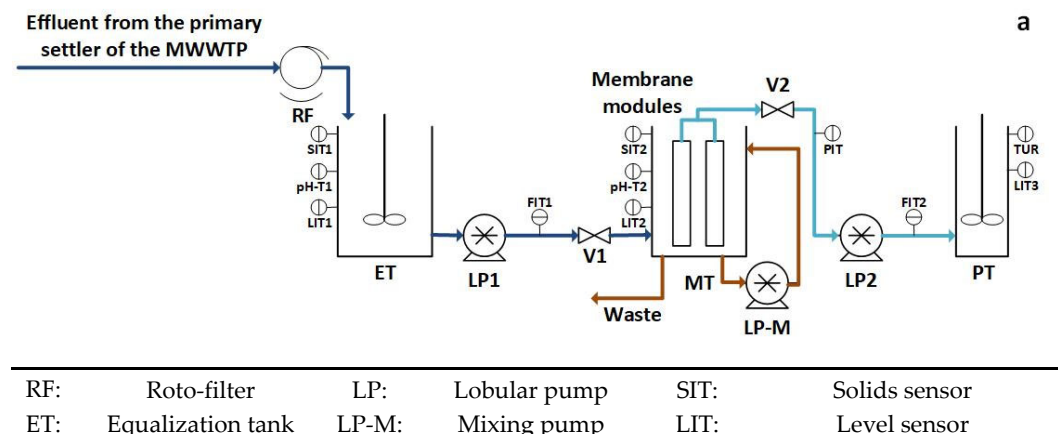 Effluent from the primary
settler of the MWWTP
a
RF
Membrane
modules
V2
SIT1
pH-T1
LIT1
ET
LP1
FIT1
V1
SIT2
pH-T2
LIT2
MT
Waste
LP-M
PIT
LP2
FIT2
TUR
LIT3
PT
RF: Roto-filter LP: Lobular pump SIT: Solids sensor
ET: Equalization tank LP-M: Mixing pump LIT: Level sensor